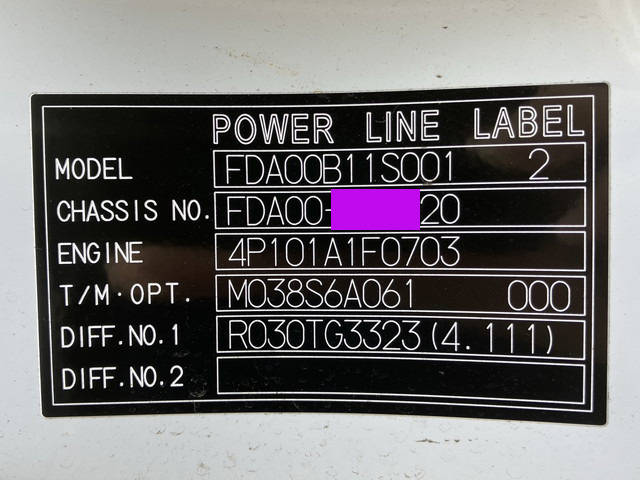 POWER LINE LABEL
MODEL FDA00B11S001 2
CHASSIS NO. FDA00- 20
ENGINE 4P101A1F0703
T/M·OPT. M038S6A061 000
DIFF.NO.1 R030TG3323(4.111)
DIFF.NO.2